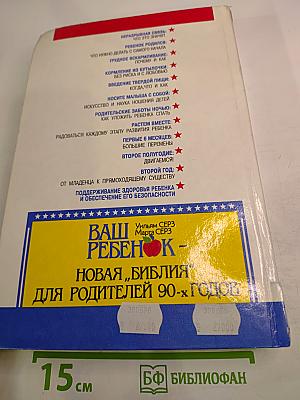 НЕРАЗРЫВНАЯ СВЯЗЬ:
ЧТО ЭТО ЗНАЧИТ
РЕБЕНОК РОДИЛСЯ:
ЧТО НУЖНО ДЕЛАТЬ С САМОГО НАЧАЛА
ГРУДНОЕ ВСКАРМЛИВАНИЕ:
ПОЧЕМУ И КАК
КОРМЛЕНИЕ ИЗ БУТЫЛОЧКИ:
БЕЗ РИСКА И С ЛЮБОВЬЮ
ВВЕДЕНИЕ ТВЕРДОЙ ПИЩИ:
КОГДА, ЧТО И КАК
НОСИТЕ МАЛЫША С СОБОЙ:
ИСКУССТВО И НАУКА НОШЕНИЯ ДЕТЕЙ
РОДИТЕЛЬСКИЕ ЗАБОТЫ НОЧЬЮ:
КАК УЛОЖИТЬ РЕБЕНКА СПАТЬ
РАСТЕМ ВМЕСТЕ:
РАДОВАТЬСЯ КАЖДОМУ ЭТАПУ РАЗВИТИЯ РЕБЕНКА
ПЕРВЫЕ 6 МЕСЯЦЕВ:
БОЛЬШИЕ ПЕРЕМЕНЫ
ВТОРОЕ ПОЛУГОДИЕ:
ДВИГАЕМСЯ!
ВТОРОЙ ГОД:
ОТ МЛАДЕНЦА К ПРЯМОХОДЯЩЕМУ СУЩЕСТВУ
ПОДДЕРЖИВАНИЕ ЗДОРОВЬЯ РЕБЕНКА
И ОБЕСПЕЧЕНИЕ ЕГО БЕЗОПАСНОСТИ
Уильям СЕРЗ
Марта СЕРЗ
ВАШ
РЕБЕНОК –
НОВАЯ „БИБЛИЯ"
ДЛЯ РОДИТЕЛЕЙ 90-х ГОДОВ
15 см
БФ БИБЛИОФАН